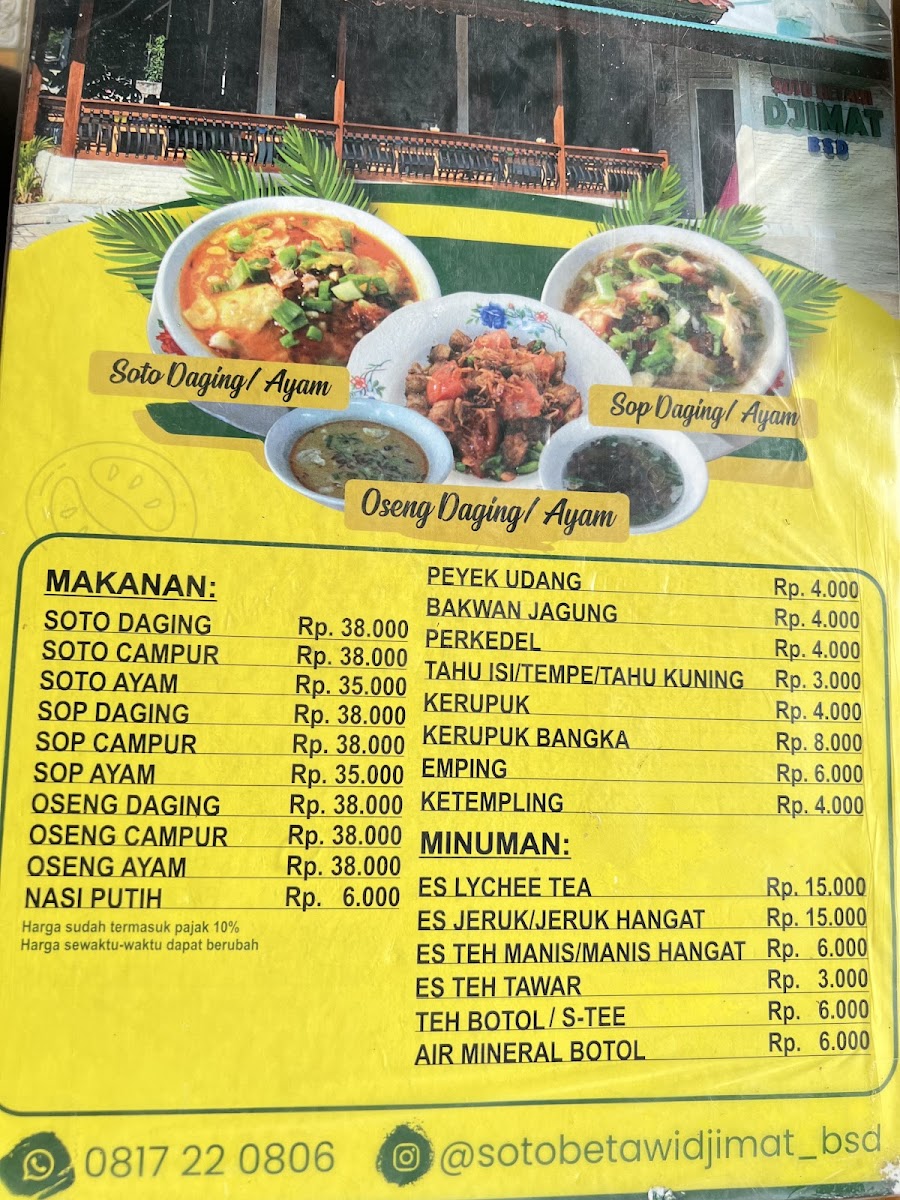 SOTO BETAWI
DJIMAT
BSD
Soto Daging/ Ayam
Sop Daging/ Ayam
Oseng Daging/ Ayam
MAKANAN:
SOTO DAGING Rp. 38.000
SOTO CAMPUR Rp. 38.000
SOTO AYAM Rp. 35.000
SOP DAGING Rp. 38.000
SOP CAMPUR Rp. 38.000
SOP AYAM Rp. 35.000
OSENG DAGING Rp. 38.000
OSENG CAMPUR Rp. 38.000
OSENG AYAM Rp. 38.000
NASI PUTIH Rp. 6.000
Harga sudah termasuk pajak 10%
Harga sewaktu-waktu dapat berubah
PEYEK UDANG Rp. 4.000
BAKWAN JAGUNG Rp. 4.000
PERKEDEL Rp. 4.000
TAHU ISI/TEMPE/TAHU KUNING Rp. 3.000
KERUPUK Rp. 4.000
KERUPUK BANGKA Rp. 8.000
EMPING Rp. 6.000
KETEMPLING Rp. 4.000
MINUMAN:
ES LYCHEE TEA Rp. 15.000
ES JERUK/JERUK HANGAT Rp. 15.000
ES TEH MANIS/MANIS HANGAT Rp. 6.000
ES TEH TAWAR Rp. 3.000
TEH BOTOL/ S-TEE Rp. 6.000
AIR MINERAL BOTOL Rp. 6.000
0817 22 0806
@sotobetawidjimat_bsd